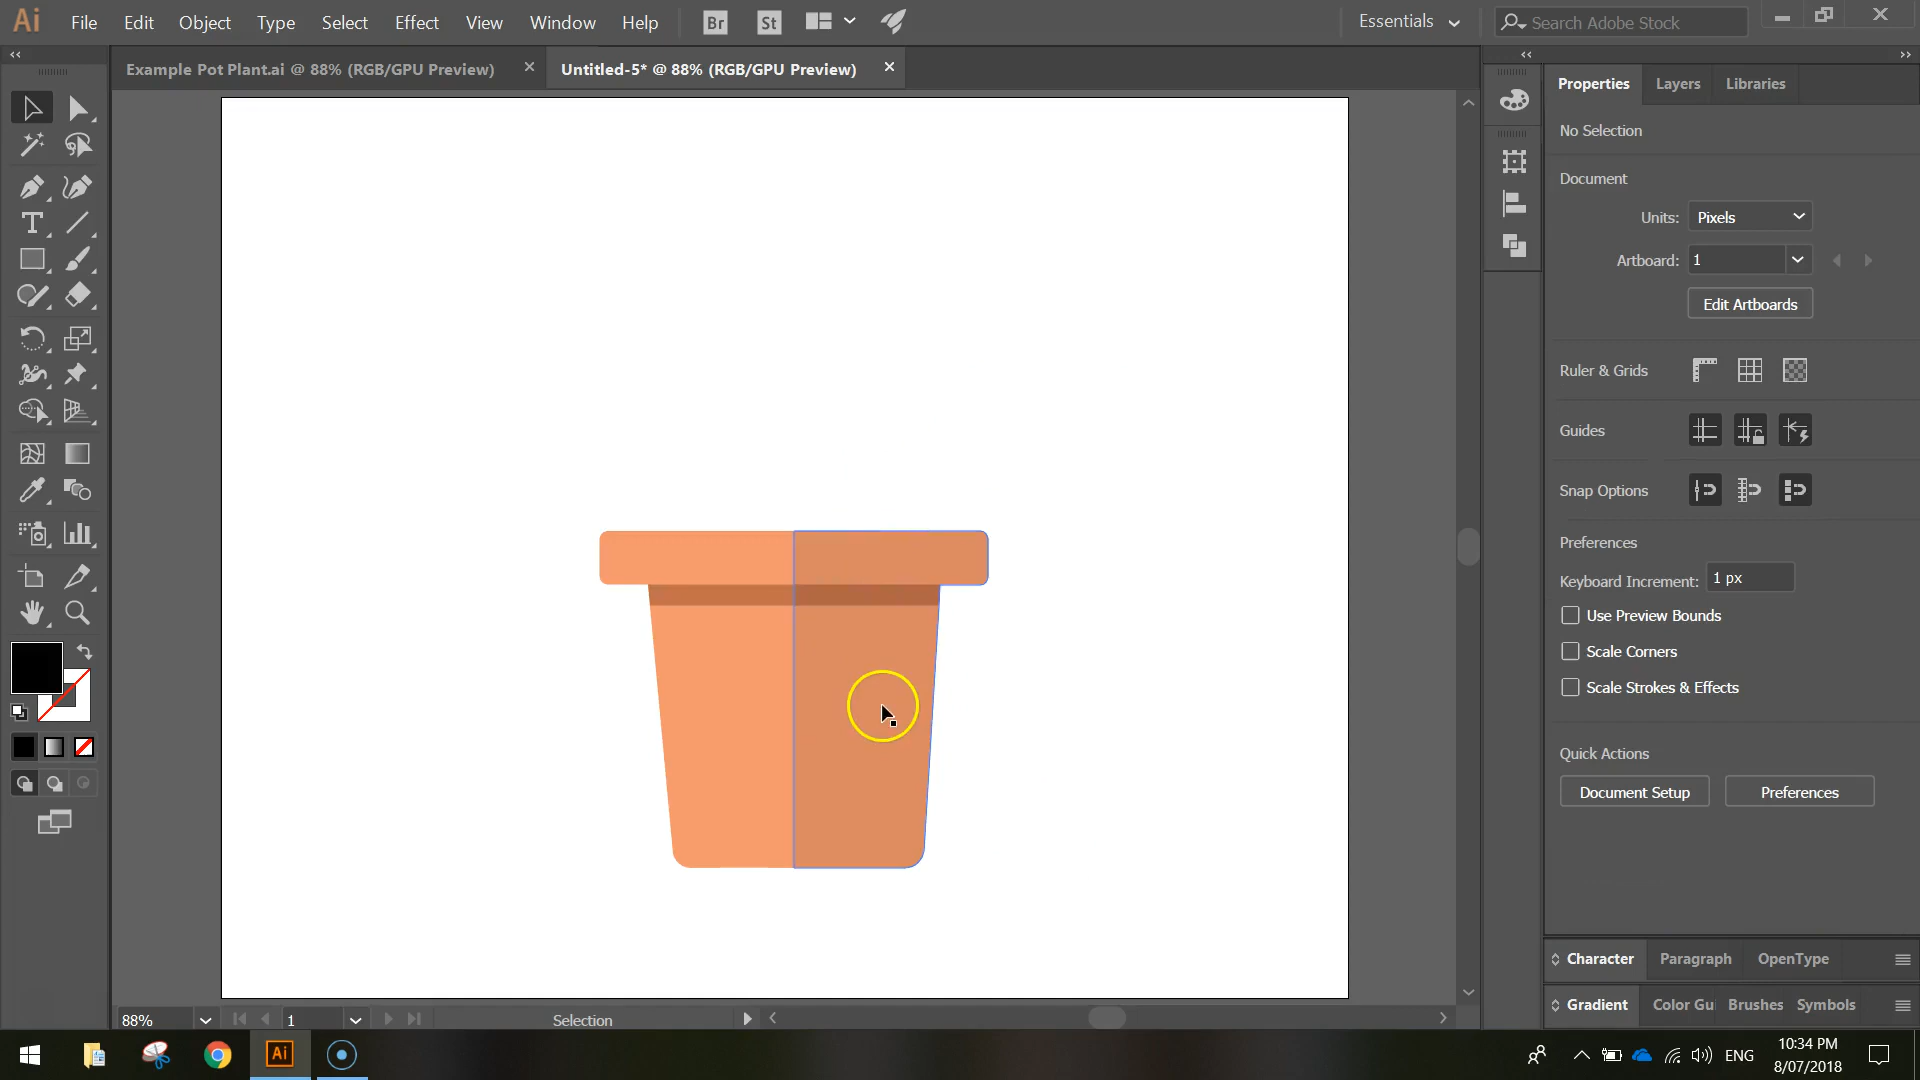 Ai File Edit Object Type Select Effect View Window Help Br St Essentials Search Adobe Stock
Example Pot Plant.ai @ 88% (RGB/GPU Preview) Untitled-5* @ 88% (RGB/GPU Preview)
Properties Layers Libraries
No Selection
Document
Units: Pixels
Artboard: 1
Edit Artboards
Ruler & Grids
Guides
Snap Options
Preferences
Keyboard Increment: 1 px
Use Preview Bounds
Scale Corners
Scale Strokes & Effects
Quick Actions
Document Setup Preferences
Character Paragraph OpenType
Gradient Color Gui Brushes Symbols
88% 1 Selection
Ai ENG 10:34 PM
8/07/2018